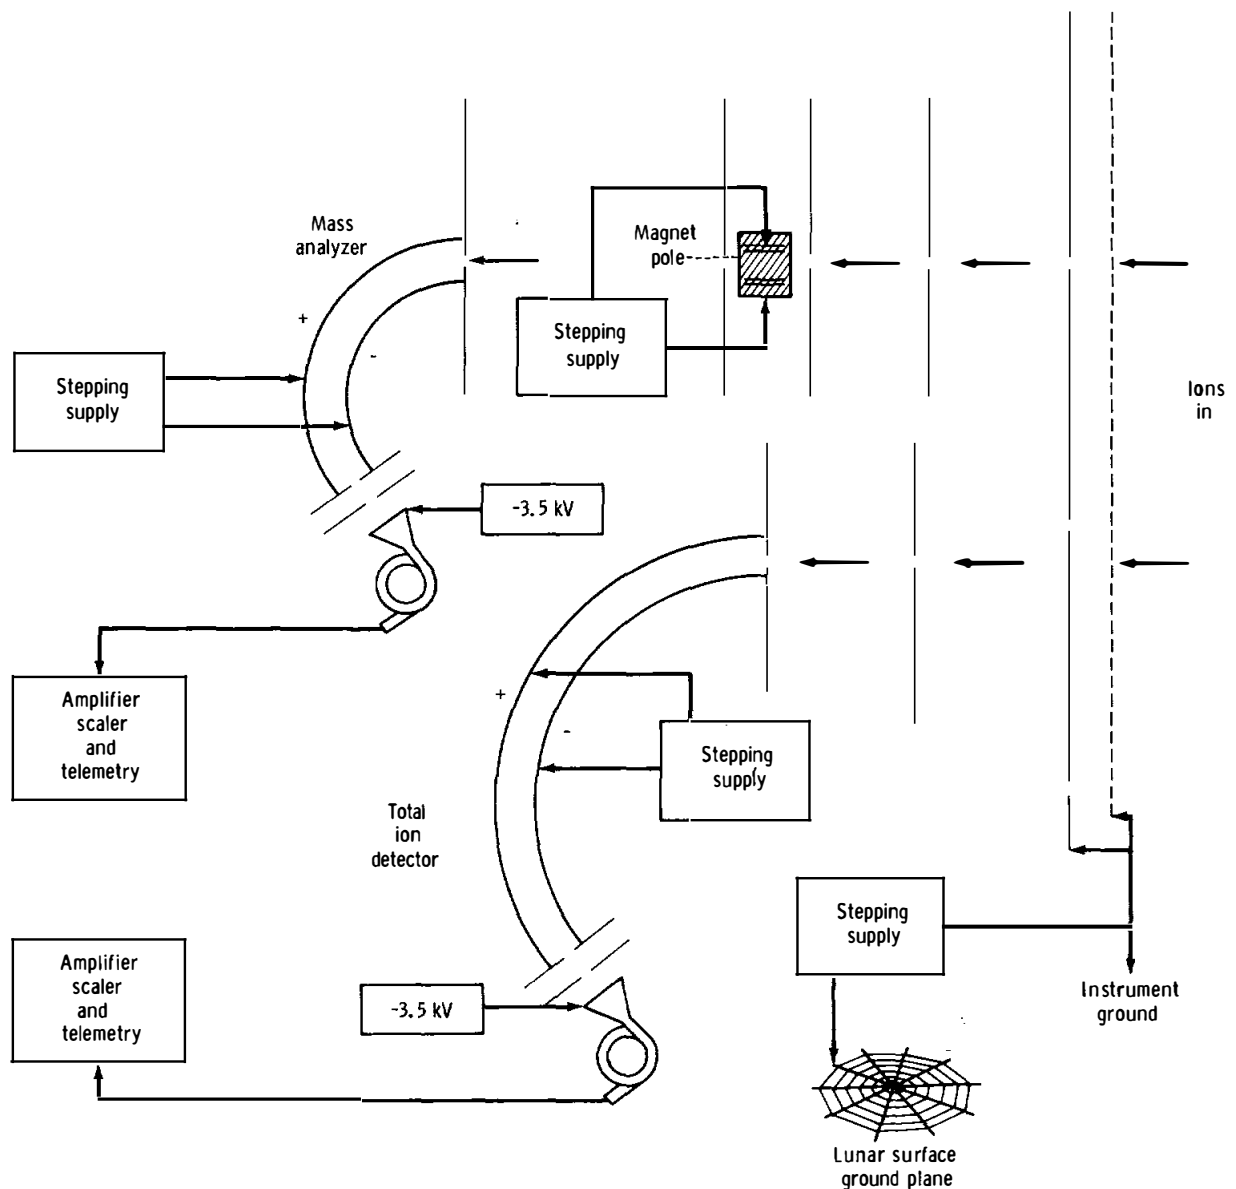 Mass
analyzer
Magnet
pole
+
-
Stepping
supply
Stepping
supply
Ions
in
-3.5 kV
Amplifier
scaler
and
telemetry
+
-
Stepping
supply
Total
ion
detector
Stepping
supply
Amplifier
scaler
and
telemetry
-3.5 kV
Instrument
ground
Lunar surface
ground plane